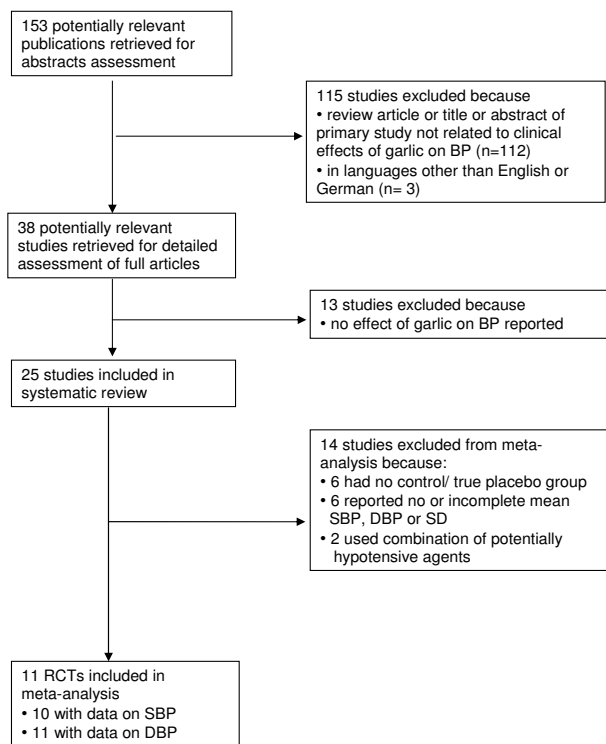 153 potentially relevant
publications retrieved for
abstracts assessment
115 studies excluded because
• review article or title or abstract of
primary study not related to clinical
effects of garlic on BP (n=112)
• in languages other than English or
German (n= 3)
38 potentially relevant
studies retrieved for detailed
assessment of full articles
13 studies excluded because
• no effect of garlic on BP reported
25 studies included in
systematic review
14 studies excluded from meta-
analysis because:
• 6 had no control/ true placebo group
• 6 reported no or incomplete mean
SBP, DBP or SD
• 2 used combination of potentially
hypotensive agents
11 RCTs included in
meta-analysis
• 10 with data on SBP
• 11 with data on DBP